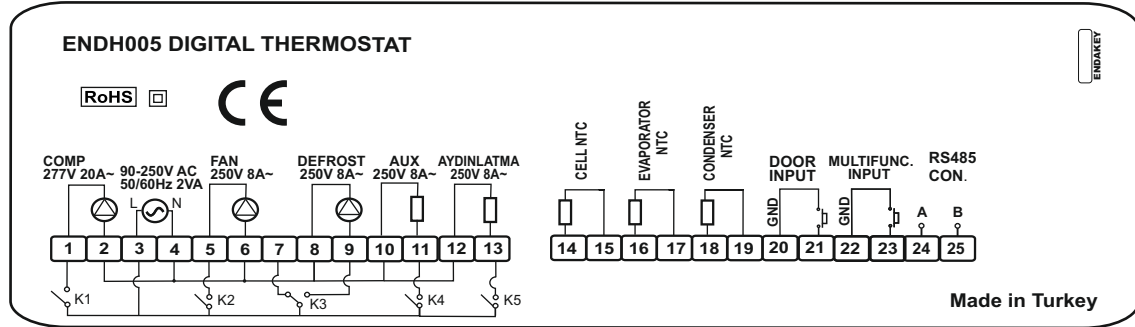 ENDH005 DIGITAL THERMOSTAT
ENDAKEY
RoHS
CE
COMP
277V 20A~
90-250V AC
50/60Hz 2VA
L N
FAN
250V 8A~
DEFROST
250V 8A~
AUX
250V 8A~
AYDINLATMA
250V 8A~
CELL NTC
EVAPORATOR
NTC
CONDENSER
NTC
DOOR
INPUT
GND
MULTIFUNC.
INPUT
GND
RS485
CON.
A B
1 2 3 4 5 6 7 8 9 10 11 12 13
14 15 16 17 18 19 20 21 22 23 24 25
K1 K2 K3 K4 K5
Made in Turkey